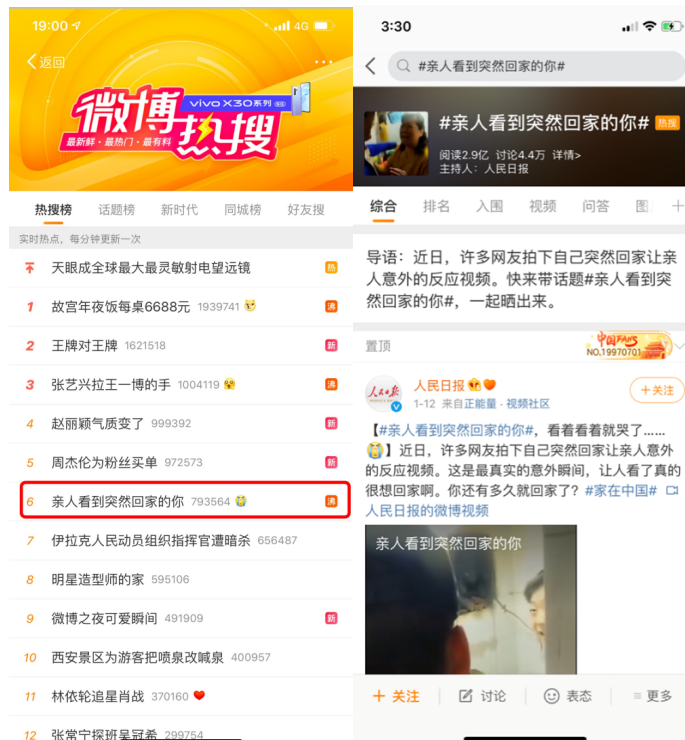 19:00
4G
返回
微博热搜
vivo X30系列 5G
最新鲜·最热门·最有料
热搜榜 话题榜 新时代 同城榜 好友搜
实时热点，每分钟更新一次
天眼成全球最大最灵敏射电望远镜 热
1 故宫年夜饭每桌6688元 1939741 沸
2 王牌对王牌 1621518 新
3 张艺兴拉王一博的手 1004119 沸
4 赵丽颖气质变了 999392 新
5 周杰伦为粉丝买单 972573 新
6 亲人看到突然回家的你 793564 沸
7 伊拉克人民动员组织指挥官遭暗杀 656487
8 明星造型师的家 595106
9 微博之夜可爱瞬间 491909 新
10 西安景区为游客把喷泉改喊泉 400957
11 林依轮追星肖战 370160
12 张常宁探班吴冠希 299754
3:30
#亲人看到突然回家的你#
#亲人看到突然回家的你# 热搜
阅读2.9亿 讨论4.4万 详情>
主持人：人民日报
综合 排名 入围 视频 问答 图
导语：近日，许多网友拍下自己突然回家让亲
人意外的反应视频。快来带话题#亲人看到突
然回家的你#，一起晒出来。
置顶
中国FANS
NO.19970701
人民日报
人民日报
+关注
1-12 来自正能量·视频社区
【#亲人看到突然回家的你#，看着看着就哭了……
】近日，许多网友拍下自己突然回家让亲人意外
的反应视频。这是最真实的意外瞬间，让人看了真的
很想回家啊。你还有多久就回家了？#家在中国#
人民日报的微博视频
亲人看到突然回家的你
+ 关注 讨论 表态 更多